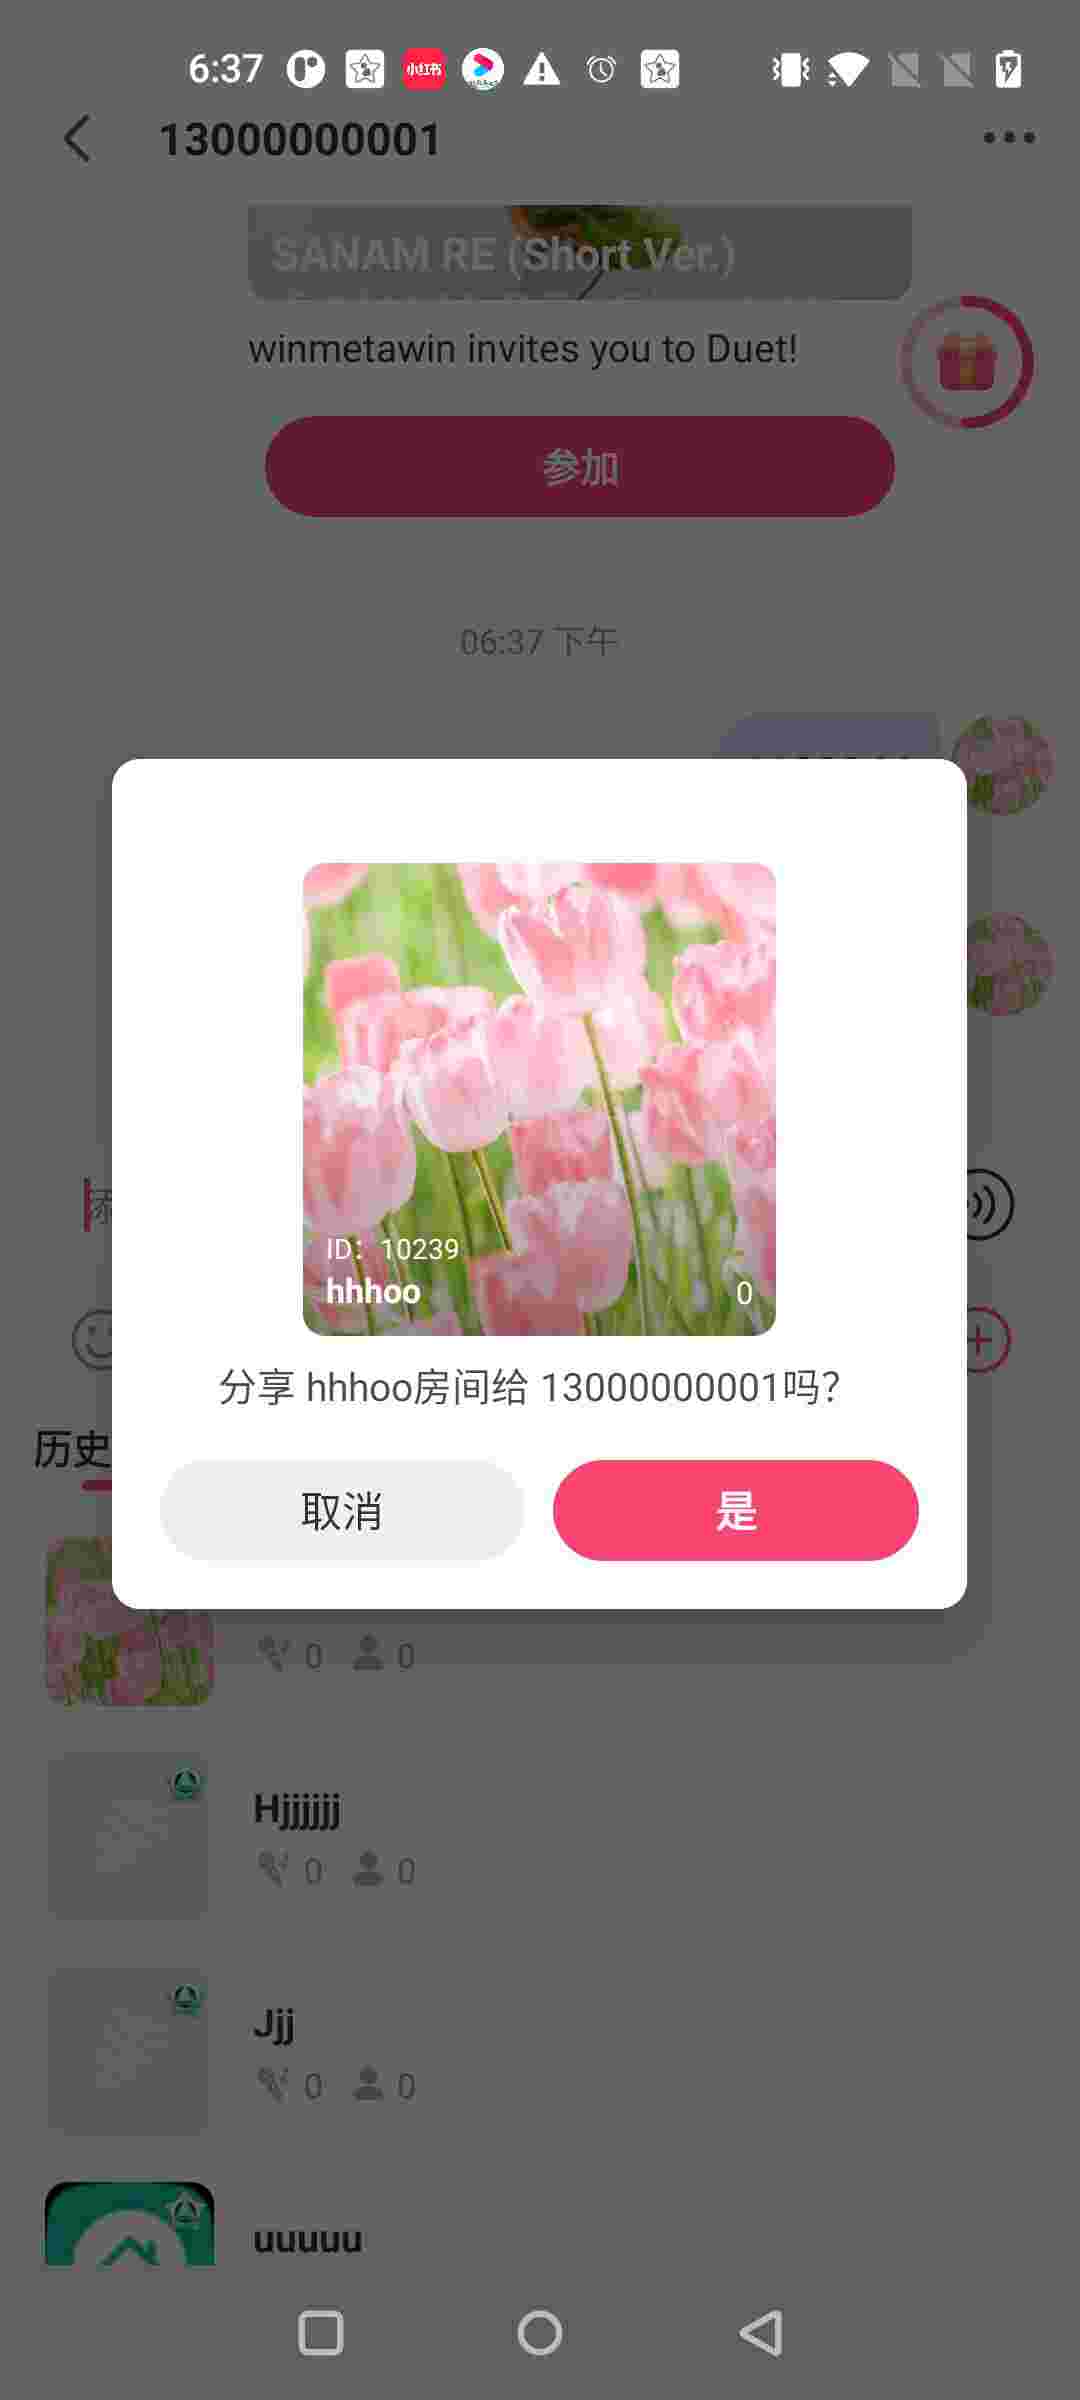 6:37
小红书
13000000001
SANAM RE (Short Ver.)
winmetawin invites you to Duet!
参加
06:37 下午
ID: 10239
hhhoo
0
分享 hhhoo房间给 13000000001吗?
取消
是
历史
0 0
Hjjjjjj
0 0
Jjj
0 0
uuuuu